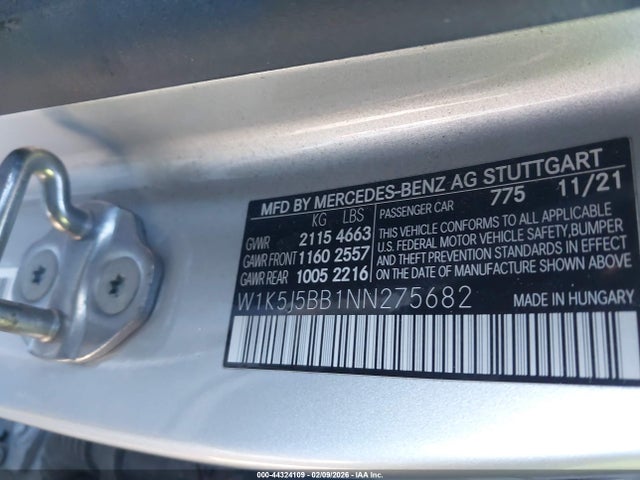 MFD BY MERCEDES-BENZ AG STUTTGART
775 11/21
KG LBS
GVWR 2115 4663
GAWR FRONT 1160 2557
GAWR REAR 1005 2216
PASSENGER CAR
THIS VEHICLE CONFORMS TO ALL APPLICABLE
U.S. FEDERAL MOTOR VEHICLE SAFETY, BUMPER
AND THEFT PREVENTION STANDARDS IN EFFECT
ON THE DATE OF MANUFACTURE SHOWN ABOVE.
W1K5J5BB1NN275682
MADE IN HUNGARY
000-44324109 - 02/09/2026 - IAA Inc.